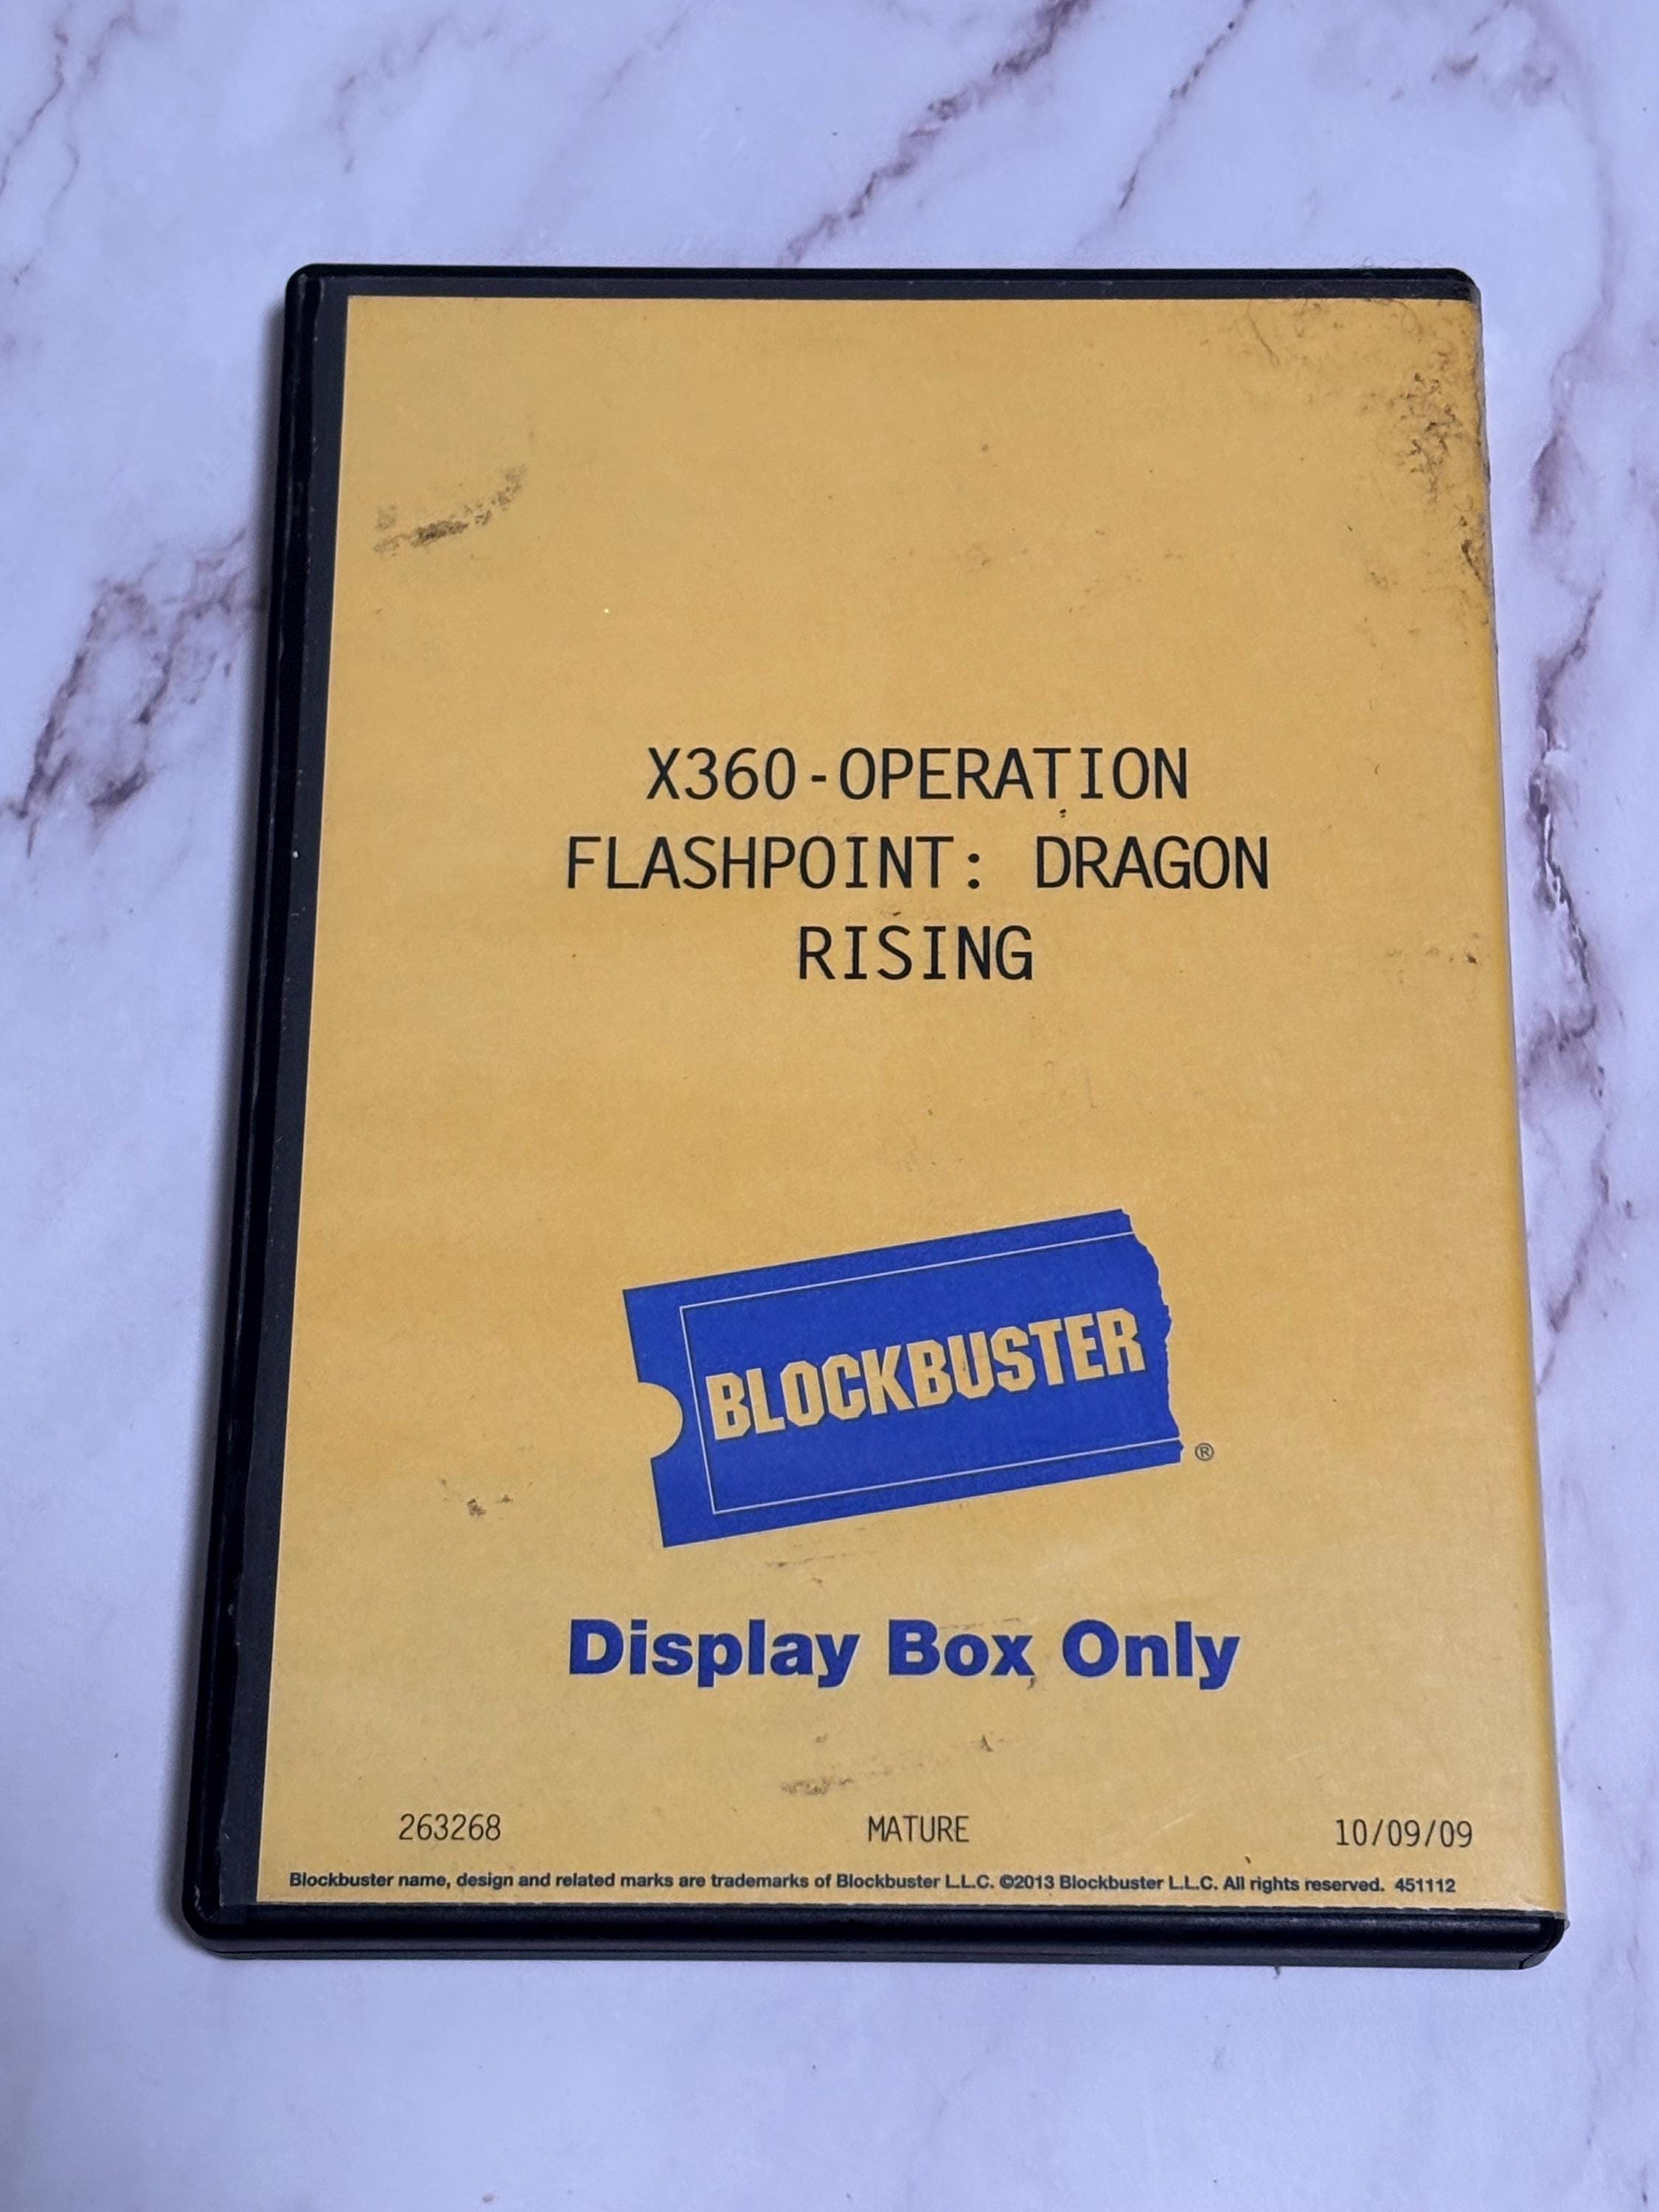 X360-OPERATION
FLASHPOINT: DRAGON
RISING
BLOCKBUSTER
®
Display Box Only
263268 MATURE 10/09/09
Blockbuster name, design and related marks are trademarks of Blockbuster L.L.C. ©2013 Blockbuster L.L.C. All rights reserved. 451112